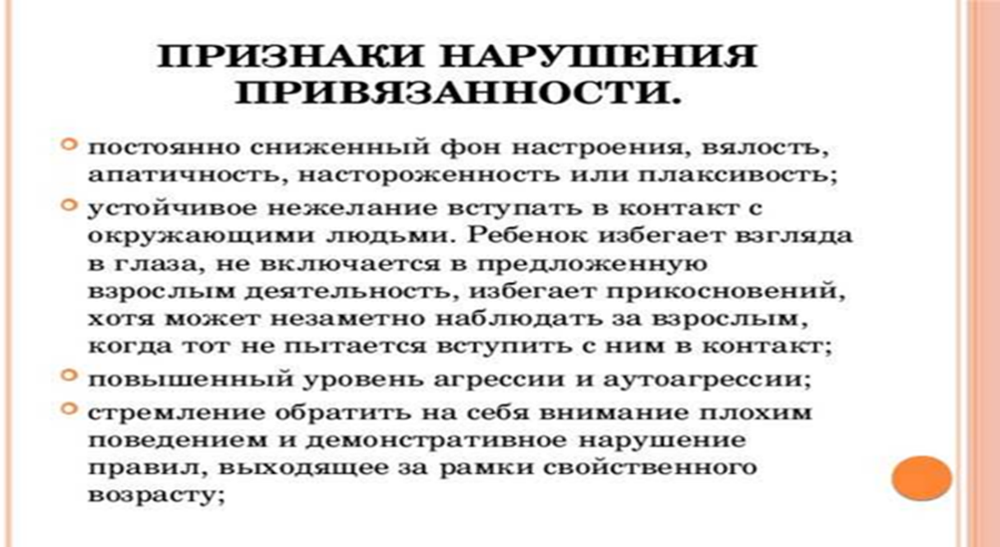 ПРИЗНАКИ НАРУШЕНИЯ
ПРИВЯЗАННОСТИ.
постоянно сниженный фон настроения, вялость,
апатичность, настороженность или плаксивость;
устойчивое нежелание вступать в контакт с
окружающими людьми. Ребенок избегает взгляда
в глаза, не включается в предложенную
взрослым деятельность, избегает прикосновений,
хотя может незаметно наблюдать за взрослым,
когда тот не пытается вступить с ним в контакт;
повышенный уровень агрессии и аутоагрессии;
стремление обратить на себя внимание плохим
поведением и демонстративное нарушение
правил, выходящее за рамки свойственного
возрасту;